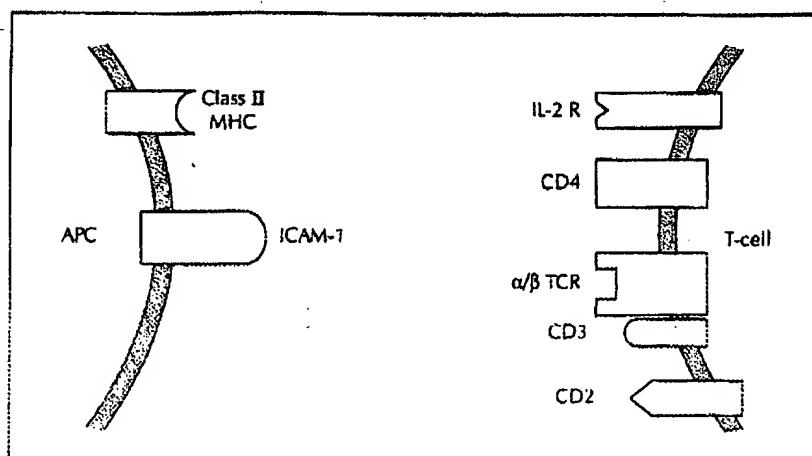 Class II
MHC
APC
ICAM-1
IL-2 R
CD4
T-cell
α/β TCR
CD3
CD2